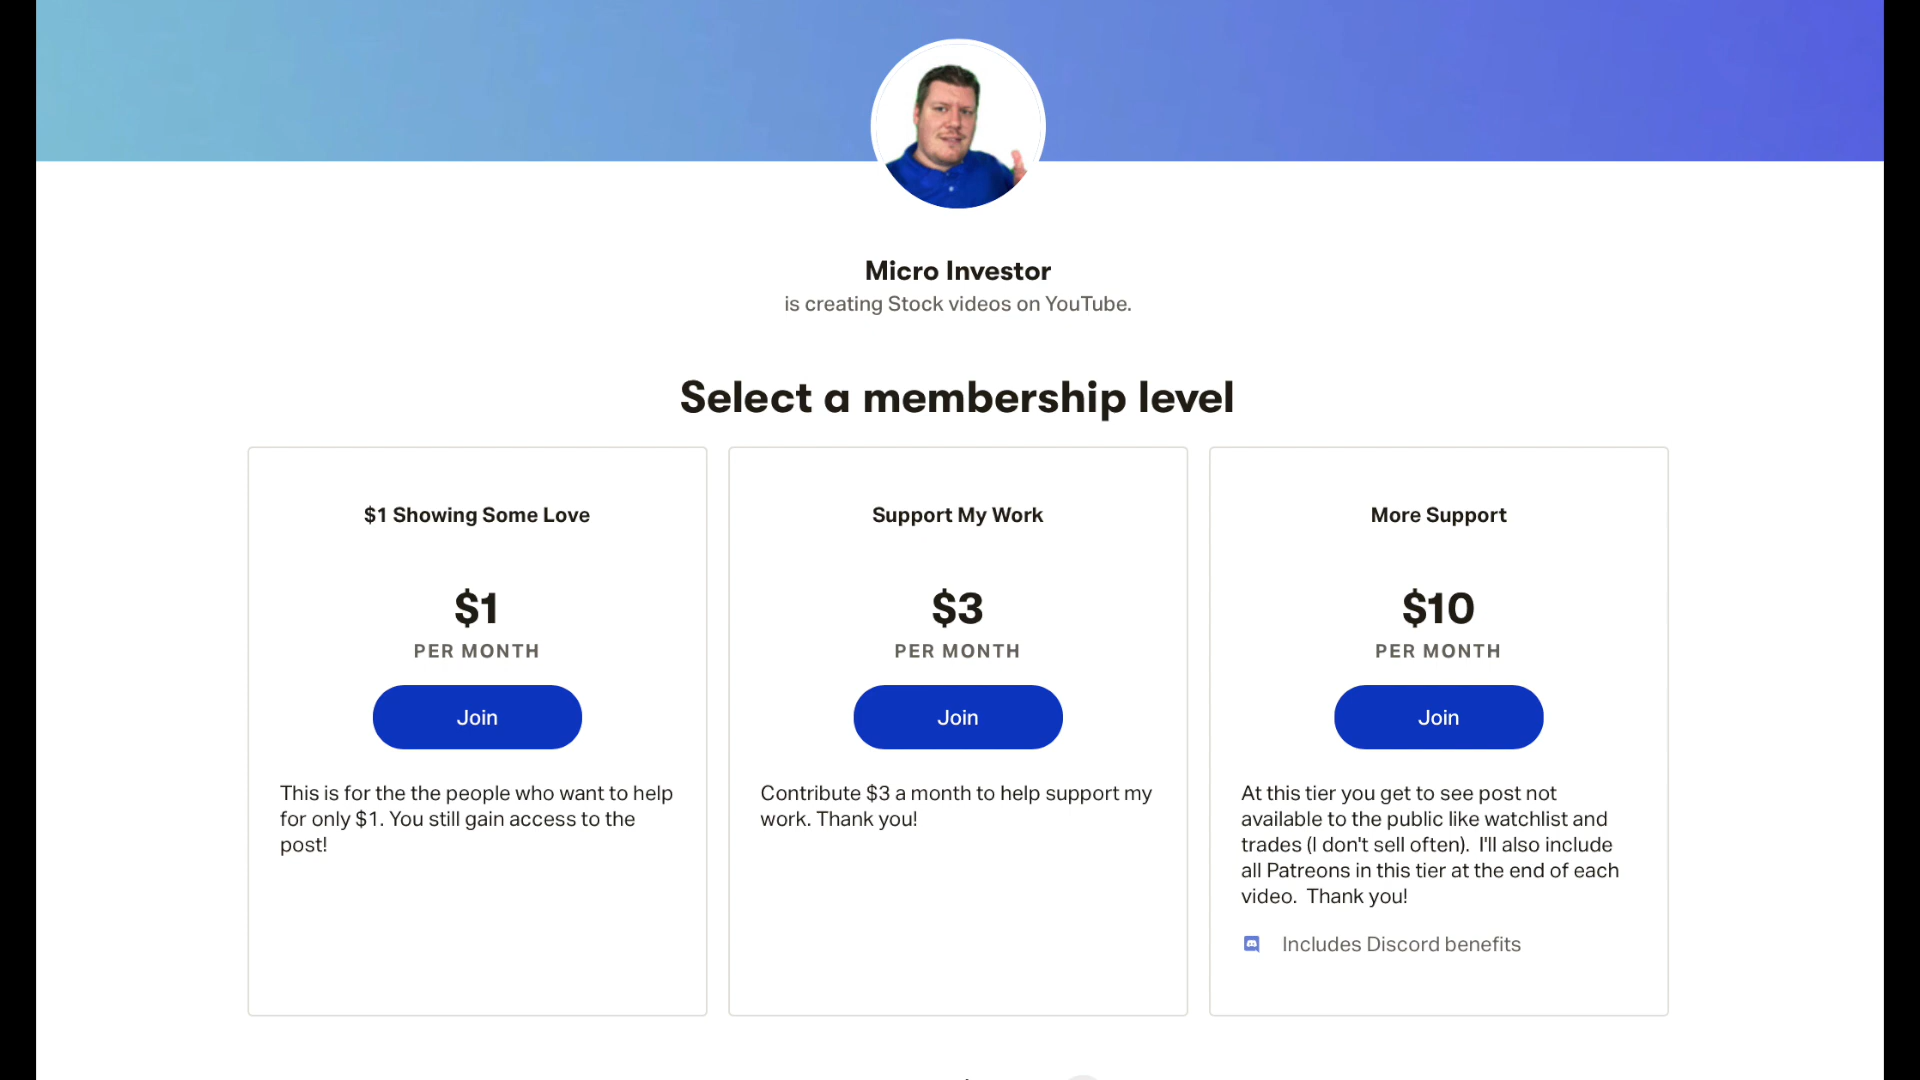 Micro Investor
is creating Stock videos on YouTube.
Select a membership level
$1 Showing Some Love
$1
PER MONTH
Join
This is for the the people who want to help
for only $1. You still gain access to the
post!
Support My Work
$3
PER MONTH
Join
Contribute $3 a month to help support my
work. Thank you!
More Support
$10
PER MONTH
Join
At this tier you get to see post not
available to the public like watchlist and
trades (I don't sell often).  I'll also include
all Patreons in this tier at the end of each
video.  Thank you!
Includes Discord benefits